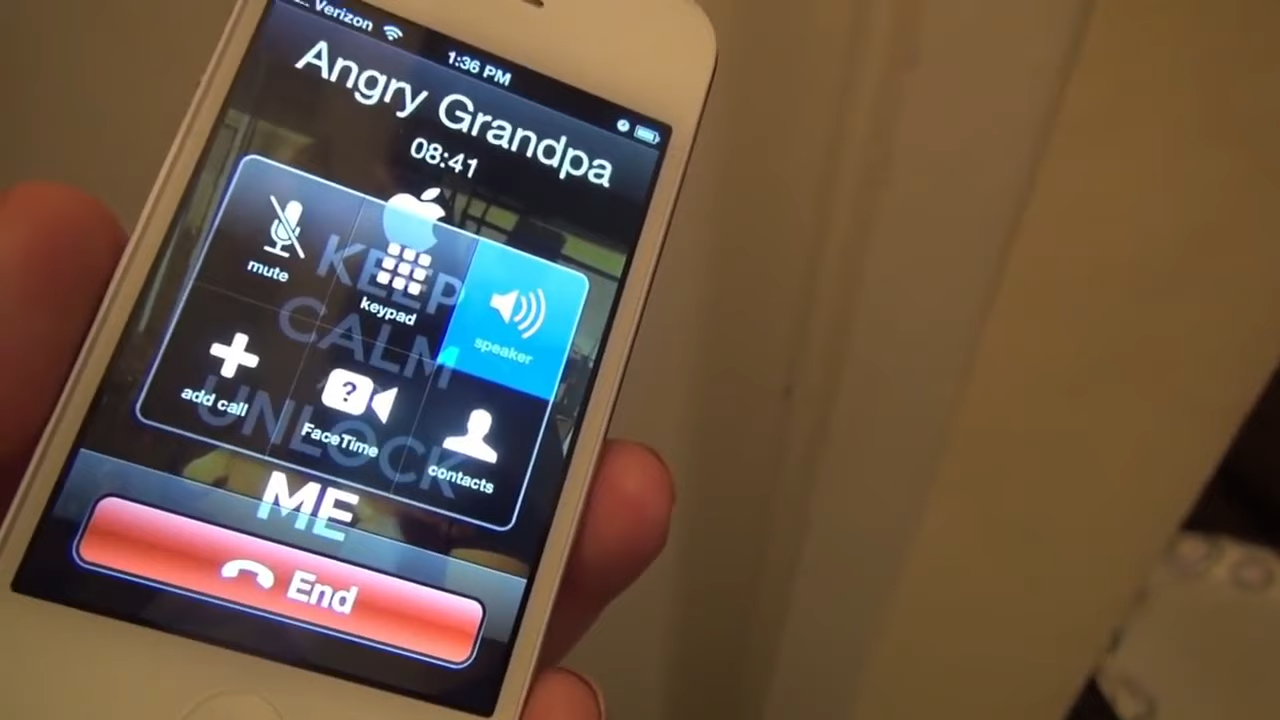 Verizon
1:36 PM
Angry Grandpa
08:41
mute
keypad
speaker
KEEP
CALM
add call
FaceTime
contacts
UNLOCK
ME
End